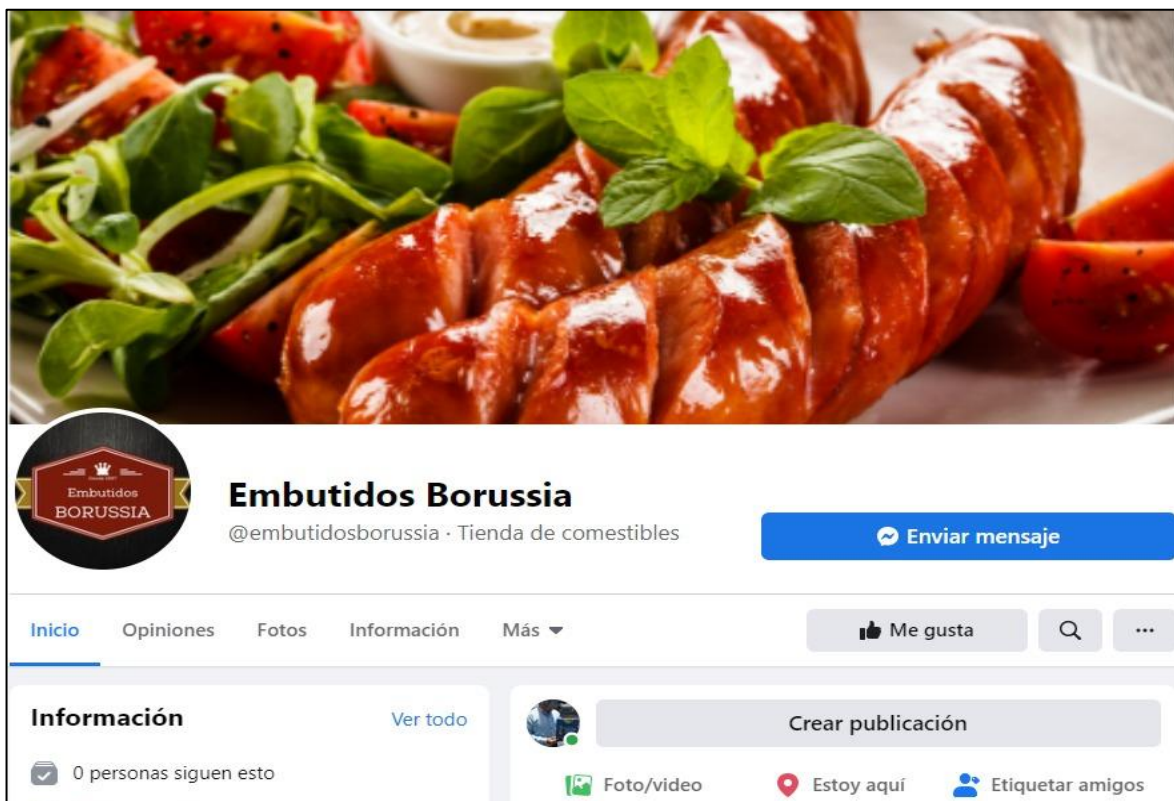 Embutidos
BORUSSIA
Embutidos Borussia
@embutidosborussia · Tienda de comestibles
Enviar mensaje
Inicio Opiniones Fotos Información Más
Me gusta
Información Ver todo
0 personas siguen esto
Crear publicación
Foto/video Estoy aquí Etiquetar amigos